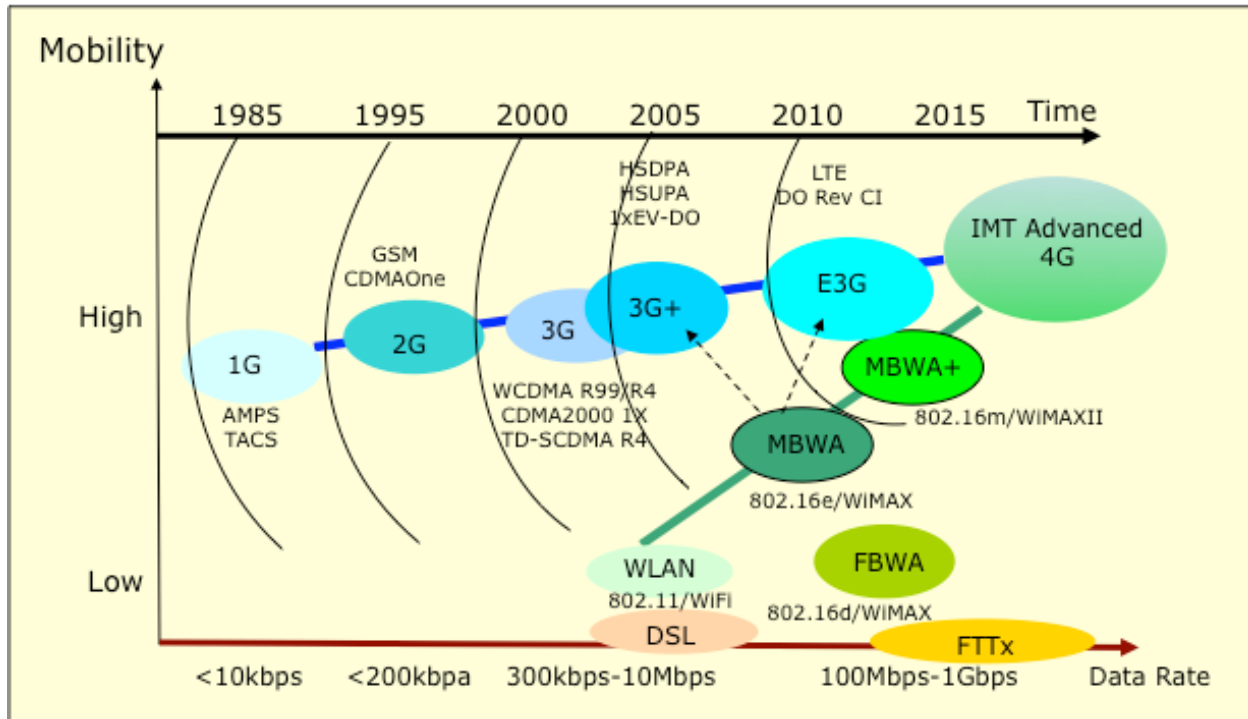 Mobility
1985 1995 2000 2005 2010 2015 Time
HSDPA
HSUPA
1xEV-DO
LTE
DO Rev CI
GSM
CDMAOne
IMT Advanced
4G
High
1G
2G
3G
3G+
E3G
AMPS
TACS
WCDMA R99/R4
CDMA2000 1X
TD-SCDMA R4
MBWA+
802.16m/WiMAXII
MBWA
802.16e/WiMAX
Low
WLAN
802.11/WiFi
FBWA
802.16d/WiMAX
DSL
FTTx
<10kbps <200kbpa 300kbps-10Mbps 100Mbps-1Gbps Data Rate